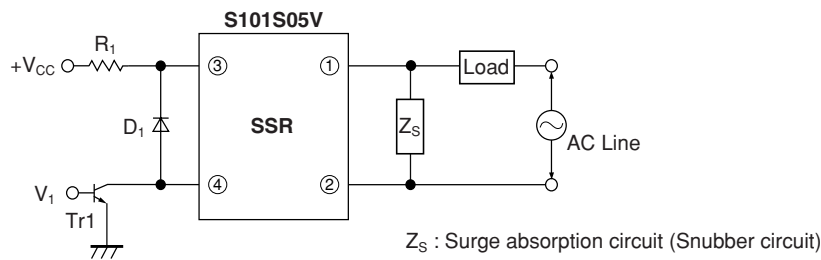 S101S05V
R1
+VCC
③
①
Load
D1
SSR
ZS
AC Line
V1
④
②
Tr1
ZS : Surge absorption circuit (Snubber circuit)